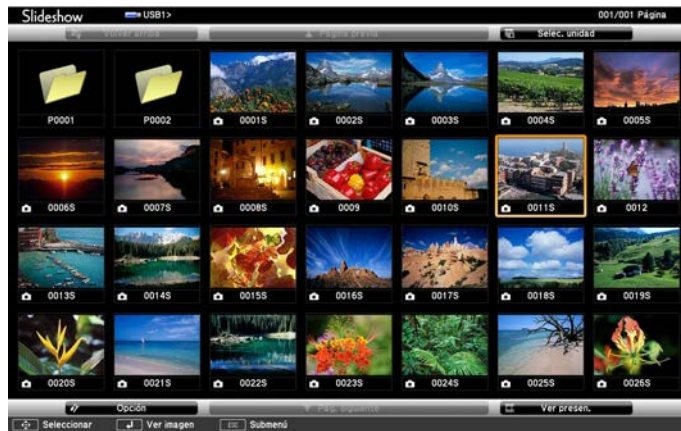 Slideshow USB1> 001/001 Página
Volver arriba Página previa Selec. unidad
P0001 P0002 0001S 0002S 0003S 0004S 0005S
0006S 0007S 0008S 0009 0010S 0011S 0012
0013S 0014S 0015S 0016S 0017S 0018S 0019S
0020S 0021S 0022S 0023S 0024S 0025S 0026S
Opción Pág. siguiente Ver presen.
Seleccionar Ver imagen ESC Submenú